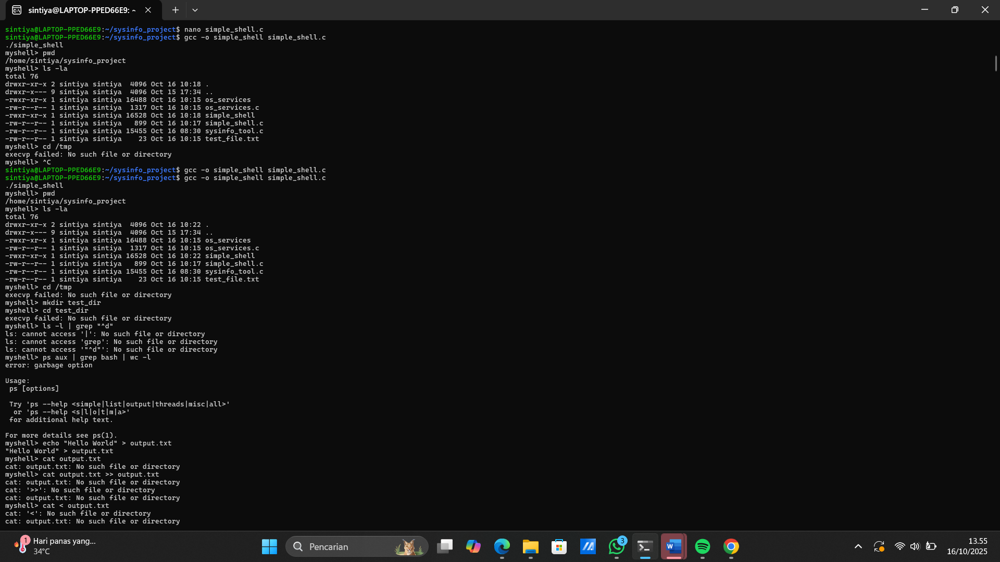 sintiya@LAPTOP-PPED66E9: ~
sintiya@LAPTOP-PPED66E9:~/sysinfo_project$ nano simple_shell.c
sintiya@LAPTOP-PPED66E9:~/sysinfo_project$ gcc -o simple_shell simple_shell.c
./simple_shell
myshell> pwd
/home/sintiya/sysinfo_project
myshell> ls -la
total 76
drwxr-xr-x 2 sintiya sintiya  4096 Oct 16 10:18 .
drwxr-x--- 9 sintiya sintiya  4096 Oct 15 17:34 ..
-rwxr-xr-x 1 sintiya sintiya 16488 Oct 16 10:15 os_services
-rw-r--r-- 1 sintiya sintiya  1317 Oct 16 10:15 os_services.c
-rwxr-xr-x 1 sintiya sintiya 16528 Oct 16 10:18 simple_shell
-rw-r--r-- 1 sintiya sintiya   899 Oct 16 10:17 simple_shell.c
-rw-r--r-- 1 sintiya sintiya 15455 Oct 16 08:30 sysinfo_tool.c
-rw-r--r-- 1 sintiya sintiya    23 Oct 16 10:15 test_file.txt
myshell> cd /tmp
execvp failed: No such file or directory
myshell> ^C
sintiya@LAPTOP-PPED66E9:~/sysinfo_project$ gcc -o simple_shell simple_shell.c
sintiya@LAPTOP-PPED66E9:~/sysinfo_project$ gcc -o simple_shell simple_shell.c
./simple_shell
myshell> pwd
/home/sintiya/sysinfo_project
myshell> ls -la
total 76
drwxr-xr-x 2 sintiya sintiya  4096 Oct 16 10:22 .
drwxr-x--- 9 sintiya sintiya  4096 Oct 15 17:34 ..
-rwxr-xr-x 1 sintiya sintiya 16488 Oct 16 10:15 os_services
-rw-r--r-- 1 sintiya sintiya  1317 Oct 16 10:15 os_services.c
-rwxr-xr-x 1 sintiya sintiya 16528 Oct 16 10:22 simple_shell
-rw-r--r-- 1 sintiya sintiya   899 Oct 16 10:17 simple_shell.c
-rw-r--r-- 1 sintiya sintiya 15455 Oct 16 08:30 sysinfo_tool.c
-rw-r--r-- 1 sintiya sintiya    23 Oct 16 10:15 test_file.txt
myshell> cd /tmp
execvp failed: No such file or directory
myshell> mkdir test_dir
myshell> cd test_dir
execvp failed: No such file or directory
myshell> ls -l | grep "^d"
ls: cannot access '|': No such file or directory
ls: cannot access 'grep': No such file or directory
ls: cannot access '"^d"': No such file or directory
myshell> ps aux | grep bash | wc -l
error: garbage option
Usage:
 ps [options]
 Try 'ps --help <simple|list|output|threads|misc|all>'
  or 'ps --help <s|l|o|t|m|a>'
 for additional help text.
For more details see ps(1).
myshell> echo "Hello World" > output.txt
"Hello World" > output.txt
myshell> cat output.txt
cat: output.txt: No such file or directory
myshell> cat output.txt >> output.txt
cat: output.txt: No such file or directory
cat: '>>': No such file or directory
cat: output.txt: No such file or directory
myshell> cat < output.txt
cat: '<': No such file or directory
cat: output.txt: No such file or directory
1
Hari panas yang...
34°C
Pencarian
3
13.55
16/10/2025